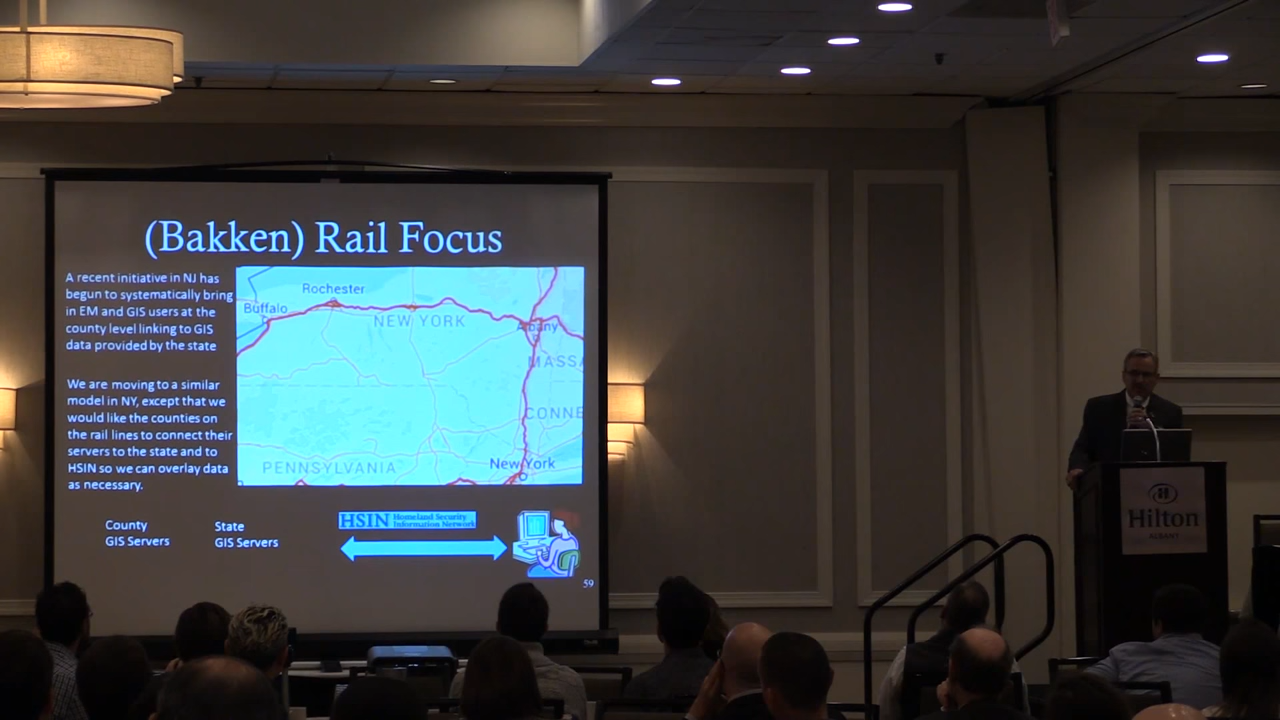 (Bakken) Rail Focus
A recent initiative in NJ has
begun to systematically bring
in EM and GIS users at the
county level linking to GIS
data provided by the state
We are moving to a similar
model in NY, except that we
would like the counties on
the rail lines to connect their
servers to the state and to
HSIN so we can overlay data
as necessary.
Rochester
Buffalo
NEW YORK
Albany
MASSA
CONNE
PENNSYLVANIA
New York
County
GIS Servers
State
GIS Servers
HSIN Homeland Security
Information Network
59
H
Hilton
ALBANY